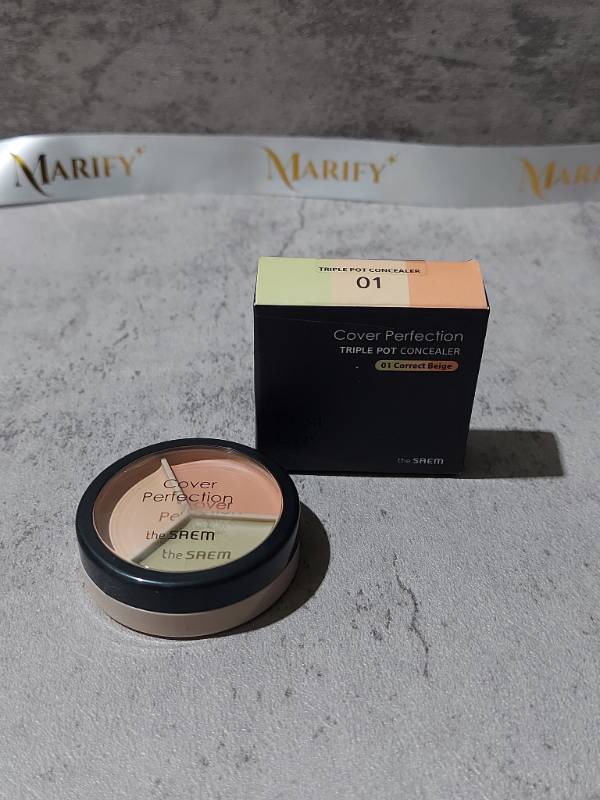 MARIFY
MARIFY
MARI
TRIPLE POT CONCEALER
01
Cover Perfection
TRIPLE POT CONCEALER
01 Correct Beige
the SAEM
Cover
Perfection
the SAEM
the SAEM